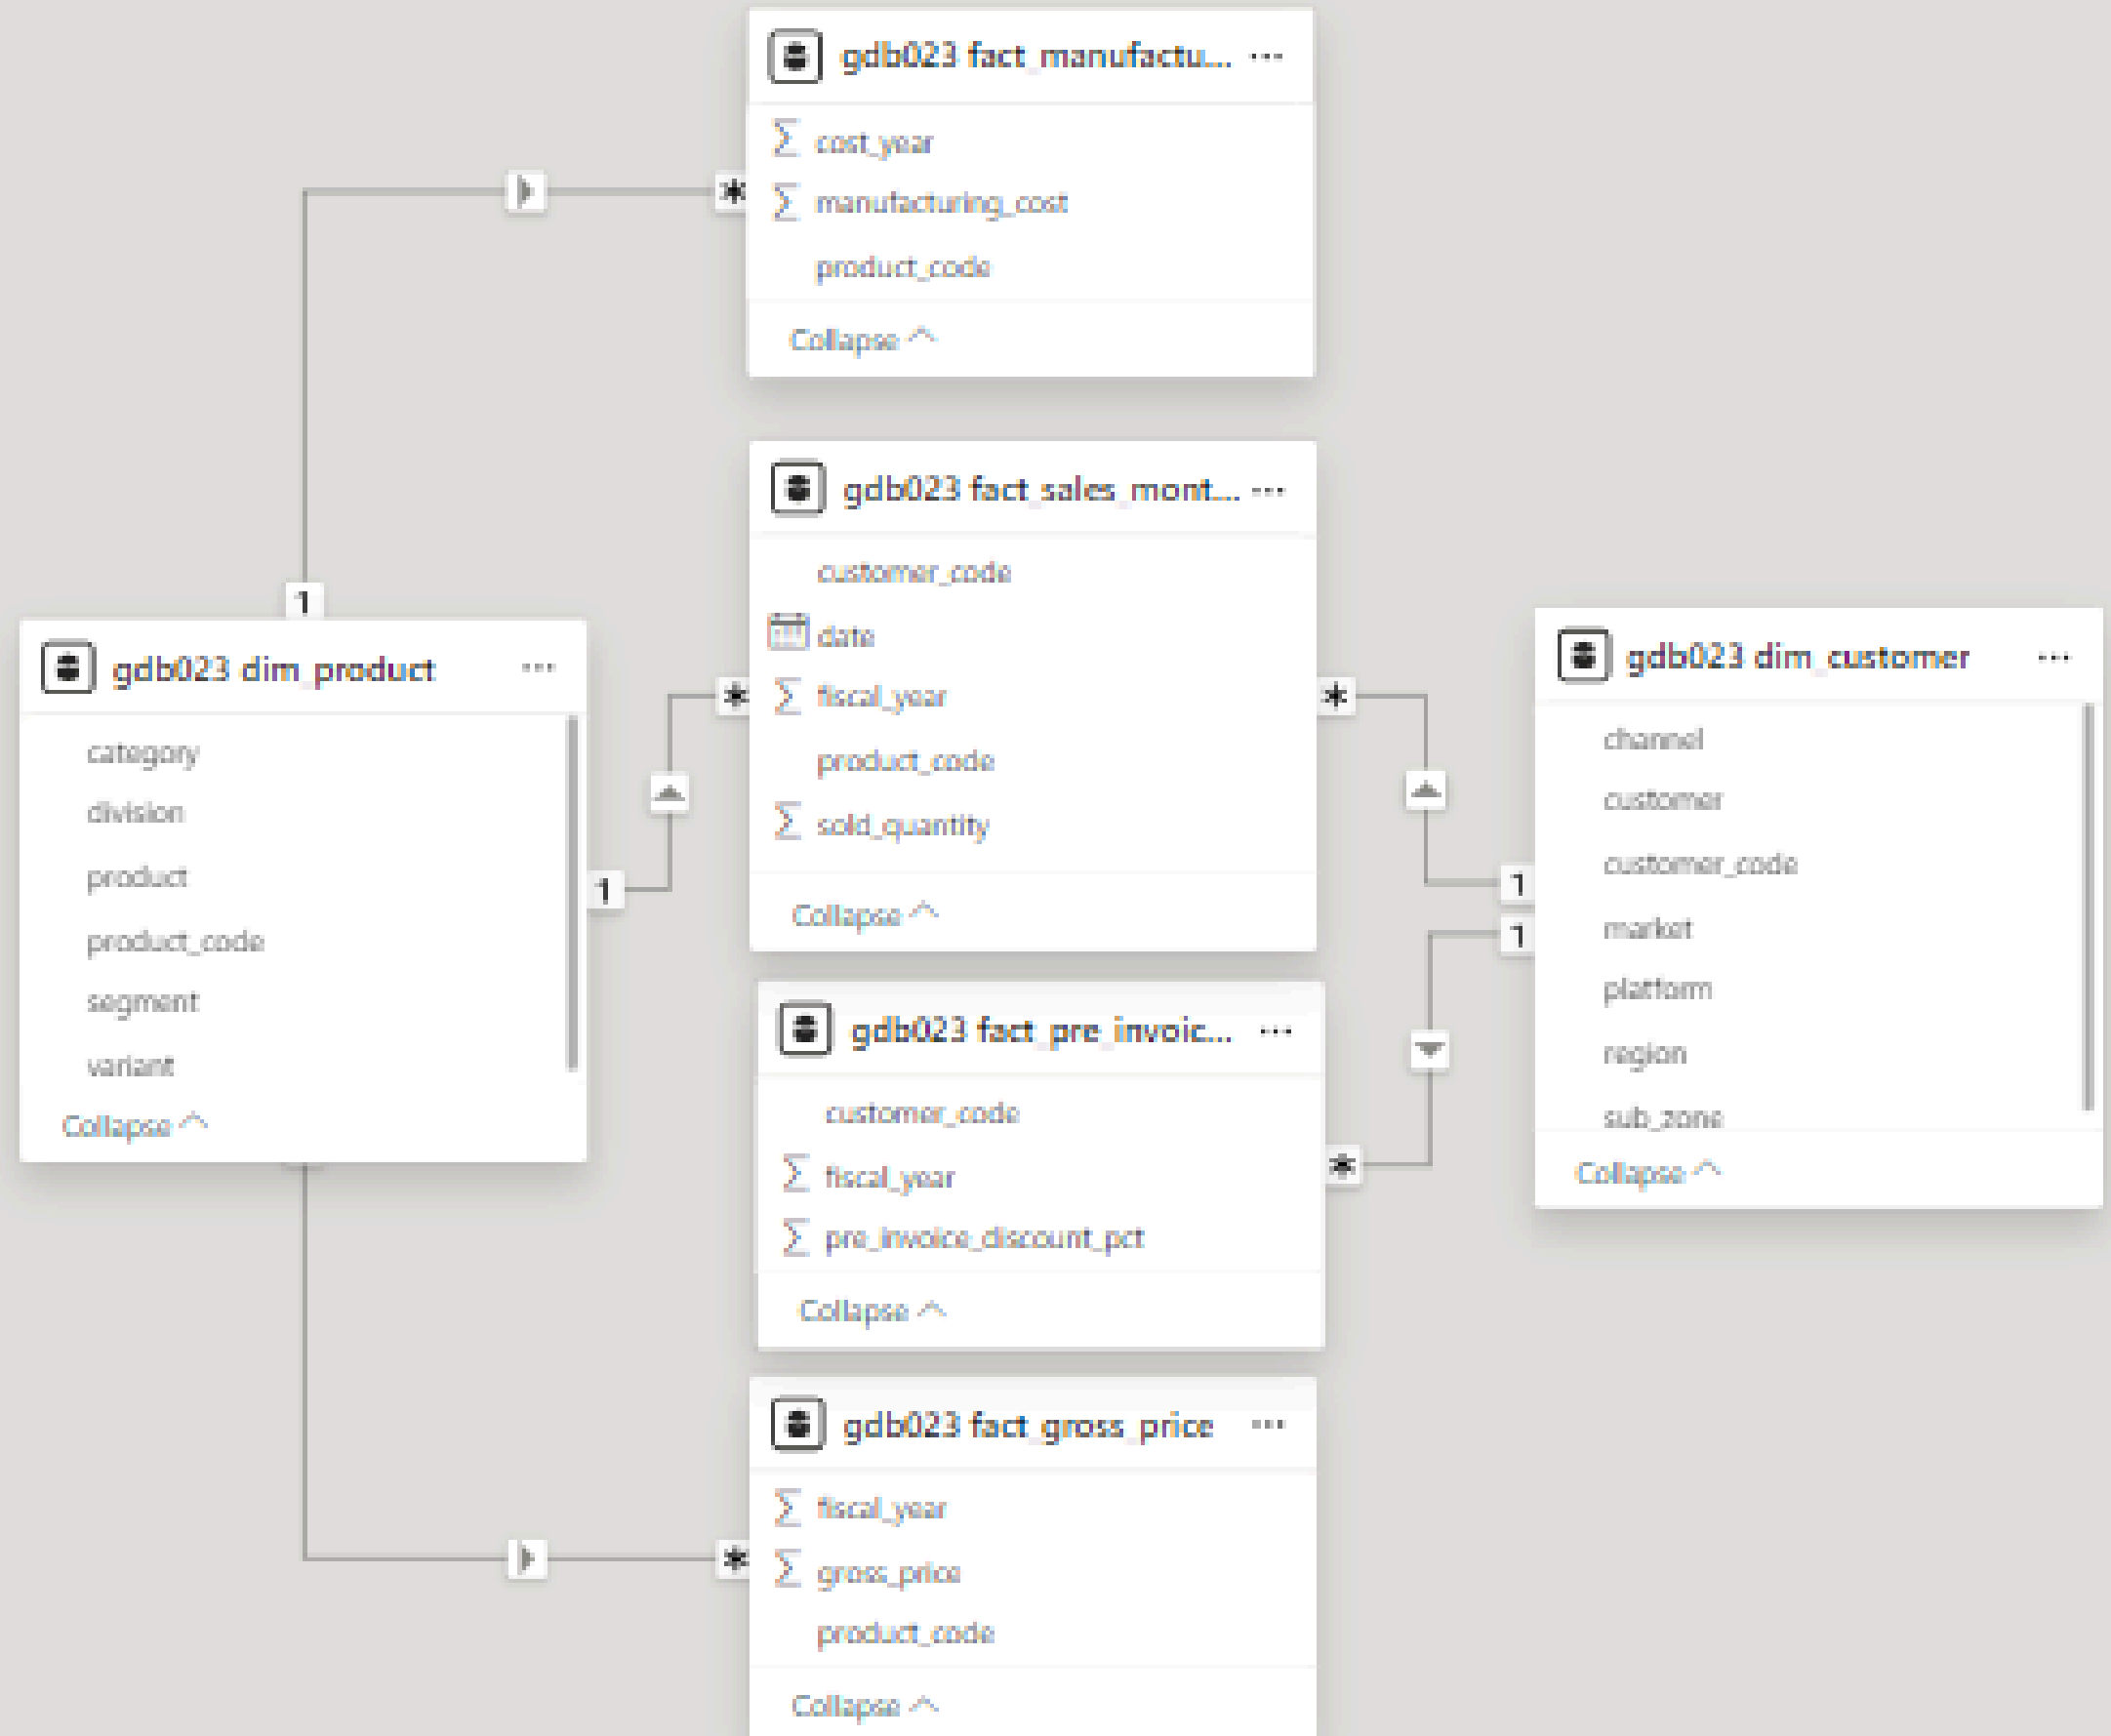 gdb023 fact_manufactu... ...
cost_year
manufacturing_cost
product_code
Collapse
*
1
gdb023 fact_sales_mont... ...
customer_code
date
fiscal_year
product_code
sold_quantity
Collapse
*
*
gdb023 dim_product ...
category
division
product
product_code
segment
variant
Collapse
1
gdb023 dim_customer ...
channel
customer
customer_code
market
platform
region
sub_zone
Collapse
1
1
gdb023 fact_pre_invoic... ...
customer_code
fiscal_year
pre_invoice_discount_pct
Collapse
*
gdb023 fact_gross_price ...
fiscal_year
gross_price
product_code
Collapse
*